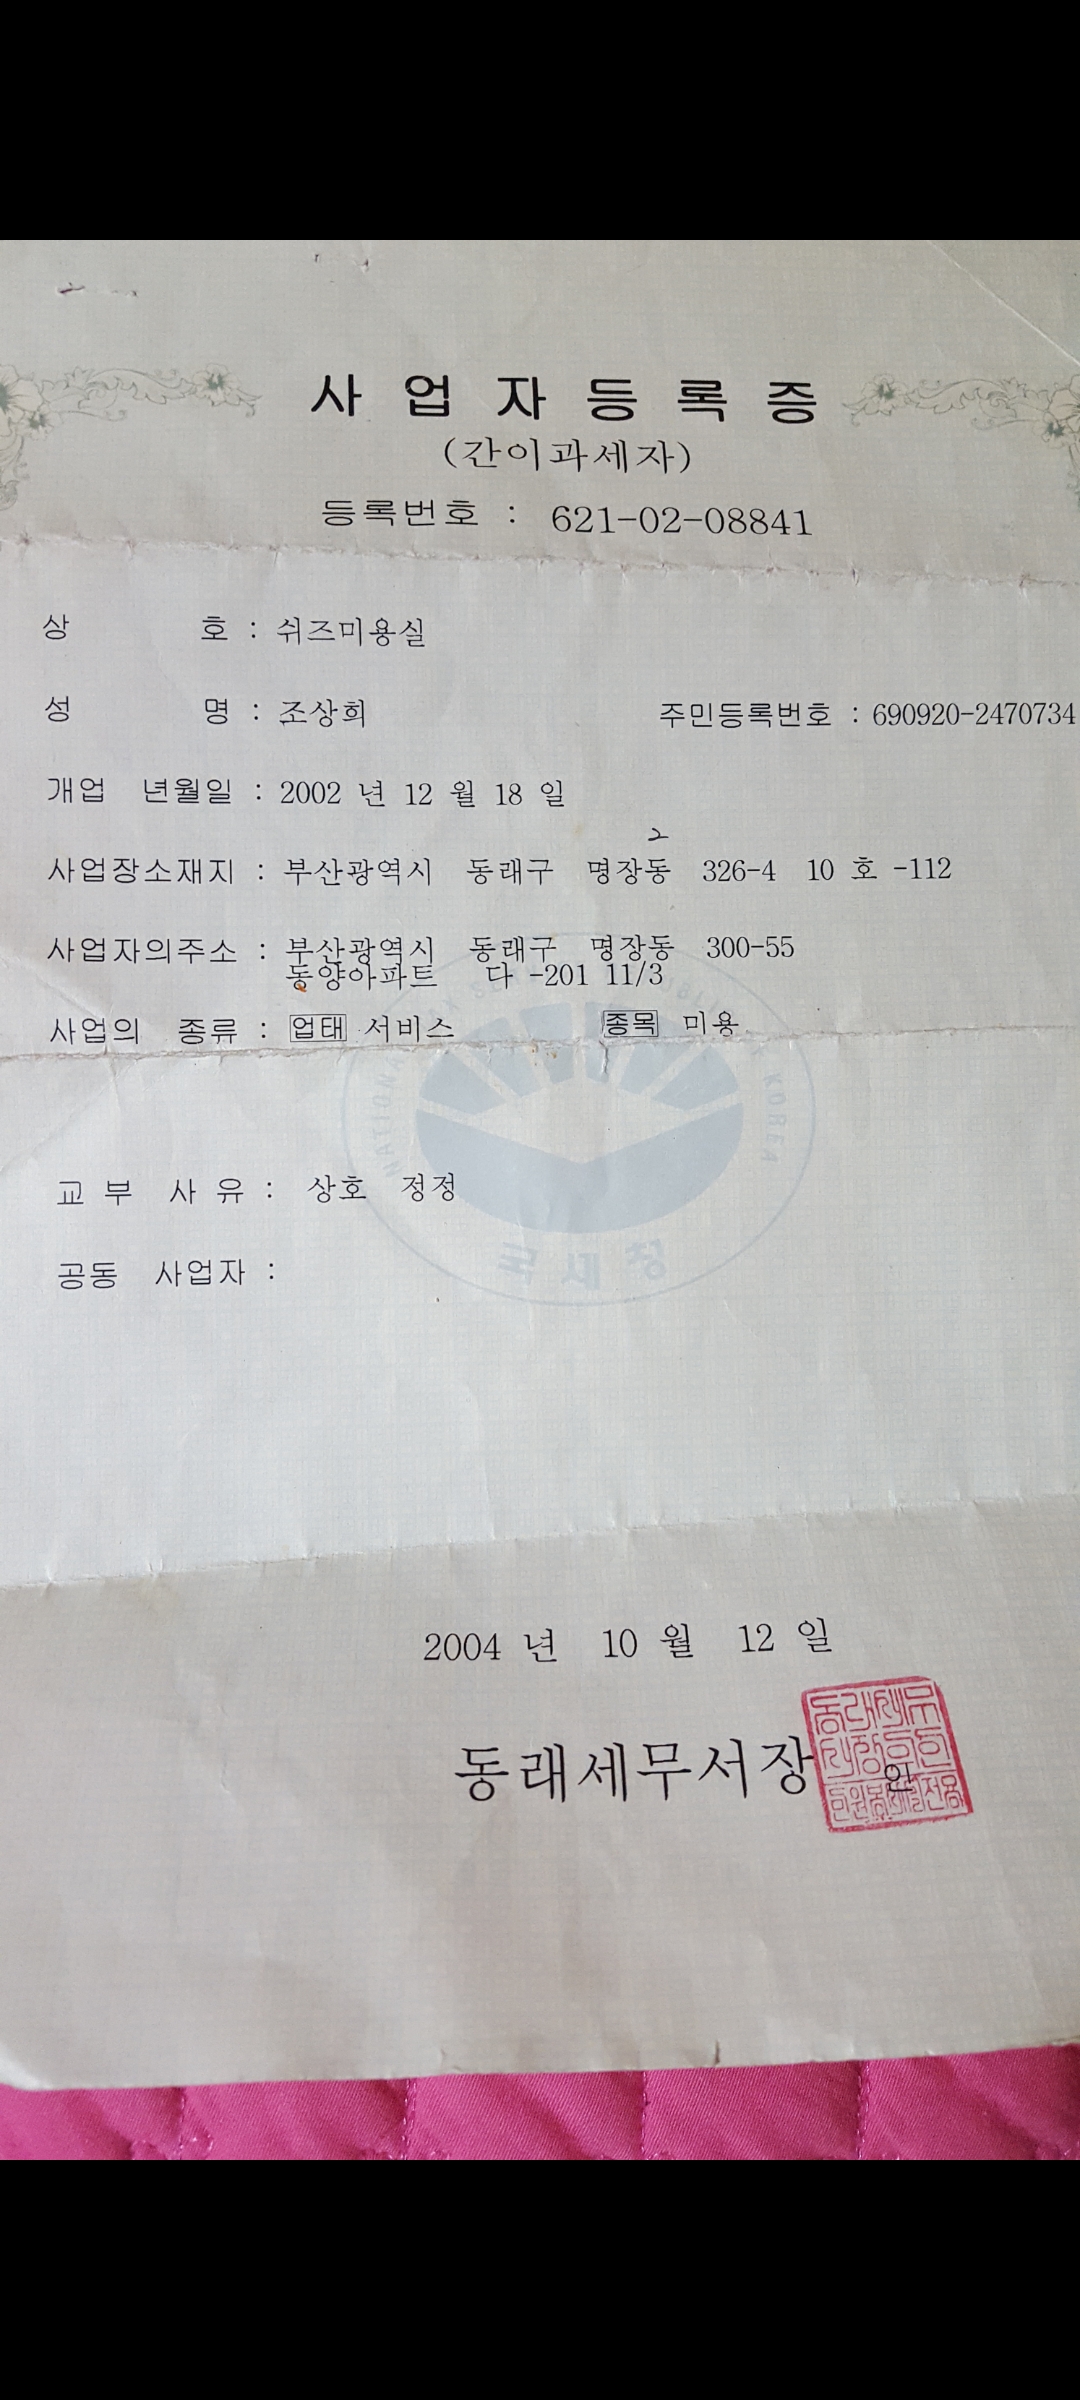 사업자등록증
(간이과세자)
등록번호 : 621-02-08841
상 호 : 쉬즈미용실
성 명 : 조상희 주민등록번호 : 690920-2470734
개업 년월일 : 2002 년 12 월 18 일
2
사업장소재지 : 부산광역시 동래구 명장동 326-4 10 호 -112
사업자의주소 : 부산광역시 동래구 명장동 300-55
동양아파트 다 -201 11/3
사업의 종류 : 업태 서비스 종목 미용
NATIONAL KOREA
교 부 사 유 : 상호 정정
공동 사업자 :
국세청
2004 년 10 월 12 일
동래세무서장 인